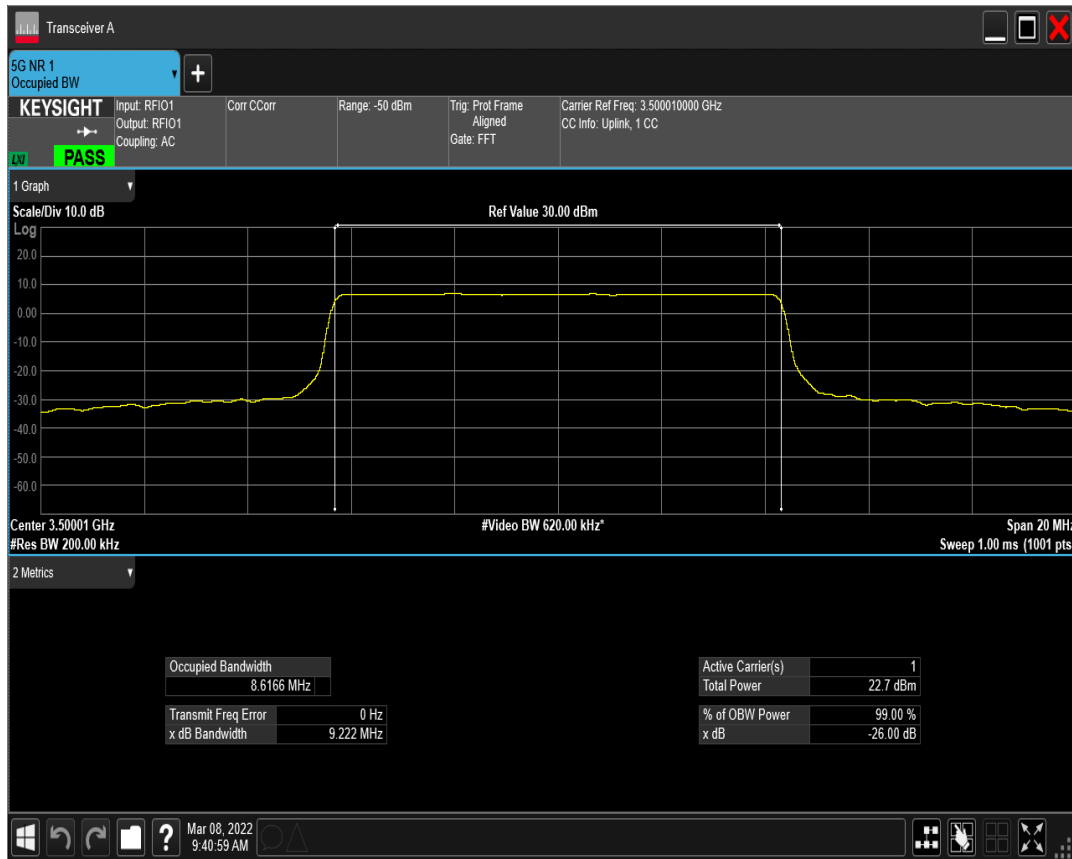 Transceiver A
5G NR 1
Occupied BW
+
KEYSIGHT
LXI
PASS
Input: RFIO1
Output: RFIO1
Coupling: AC
Corr CCorr
Range: -50 dBm
Trig: Prot Frame
Aligned
Gate: FFT
Carrier Ref Freq: 3.500010000 GHz
CC Info: Uplink, 1 CC
1 Graph
Scale/Div 10.0 dB
Ref Value 30.00 dBm
Log
20.0
10.0
0.00
-10.0
-20.0
-30.0
-40.0
-50.0
-60.0
Center 3.50001 GHz
#Video BW 620.00 kHz*
Span 20 MHz
#Res BW 200.00 kHz
Sweep 1.00 ms (1001 pts
2 Metrics
Occupied Bandwidth
8.6166 MHz
Transmit Freq Error 0 Hz
x dB Bandwidth 9.222 MHz
Active Carrier(s) 1
Total Power 22.7 dBm
% of OBW Power 99.00 %
x dB -26.00 dB
?
Mar 08, 2022
9:40:59 AM